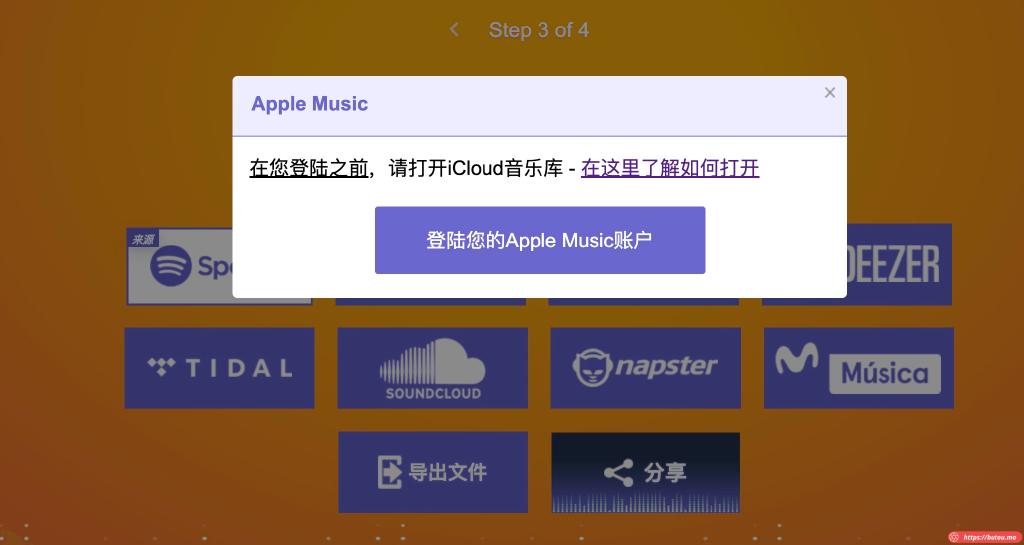 Step 3 of 4
Apple Music
在您登陆之前，请打开iCloud音乐库 - 在这里了解如何打开
登陆您的Apple Music账户
来源
DEEZER
TIDAL
SOUNDCLOUD
napster
Música
导出文件
分享
https://butou.mo